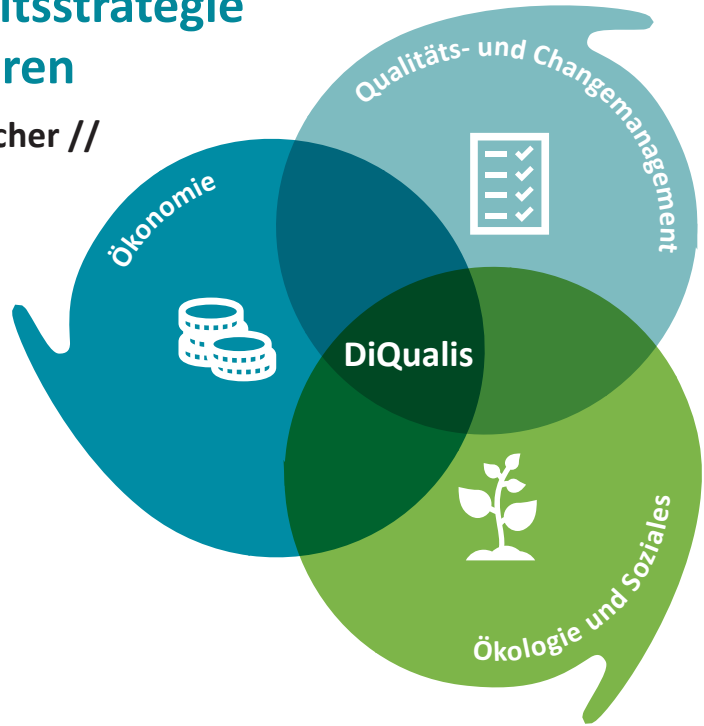 itsstrategie
ren
cher //
Qualitäts- und Changemanagement
Ökonomie
DiQualis
Ökologie und Soziales